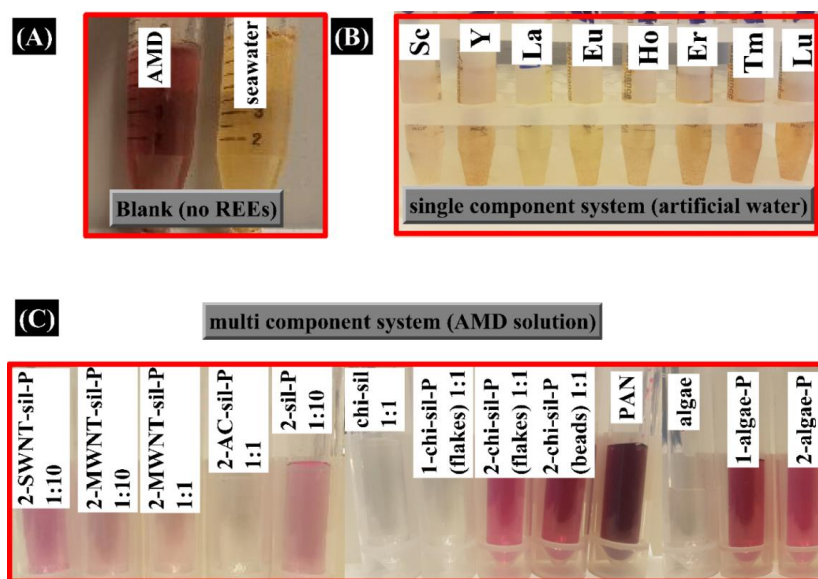 (A)
AMD
seawater
3
2
Blank (no REEs)
(B)
Sc
Y
La
Eu
Ho
Er
Tm
Lu
single component system (artificial water)
(C)
multi component system (AMD solution)
2-SWNT-sil-P
1:10
2-MWNT-sil-P
1:10
2-MWNT-sil-P
1:1
2-AC-sil-P
1:1
2-sil-P
1:10
chi-sil
1:1
1-chi-sil-P
(flakes) 1:1
2-chi-sil-P
(flakes) 1:1
2-chi-sil-P
(beads) 1:1
PAN
algae
1-algae-P
2-algae-P